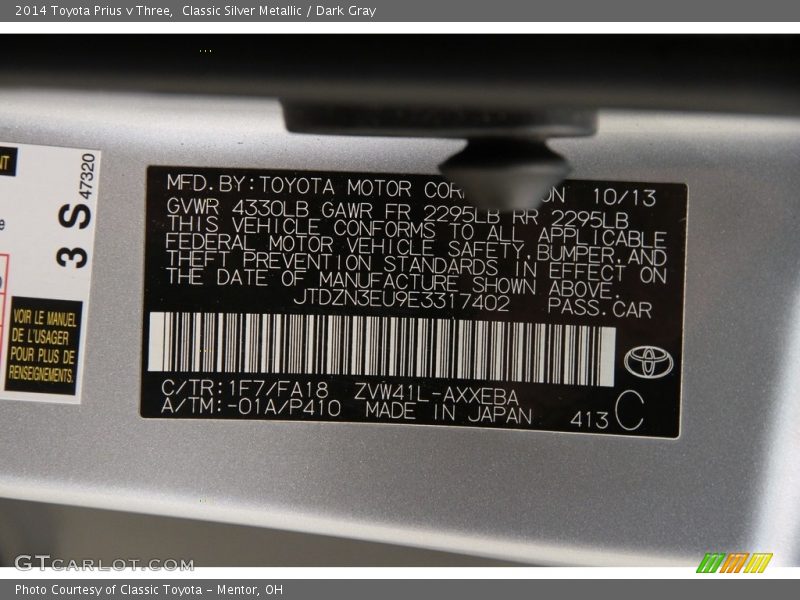 2014 Toyota Prius v Three,  Classic Silver Metallic / Dark Gray
NT
47320
3 S
VOIR LE MANUEL
DE L'USAGER
POUR PLUS DE
RENSEIGNEMENTS.
MFD. BY: TOYOTA MOTOR 10/13
GVWR 4330LB GAWR FR 2295LB RR 2295LB
THIS VEHICLE CONFORMS TO ALL APPLICABLE
FEDERAL MOTOR VEHICLE SAFETY, BUMPER, AND
THEFT PREVENTION STANDARDS IN EFFECT ON
THE DATE OF MANUFACTURE SHOWN ABOVE.
JTDZN3EU9E3317402 PASS. CAR
C/TR: 1F7/FA18 ZVW41L-AXXEBA
A/TM: -01A/P410 MADE IN JAPAN 413 C
GTCARLOT.COM
Photo Courtesy of Classic Toyota – Mentor, OH